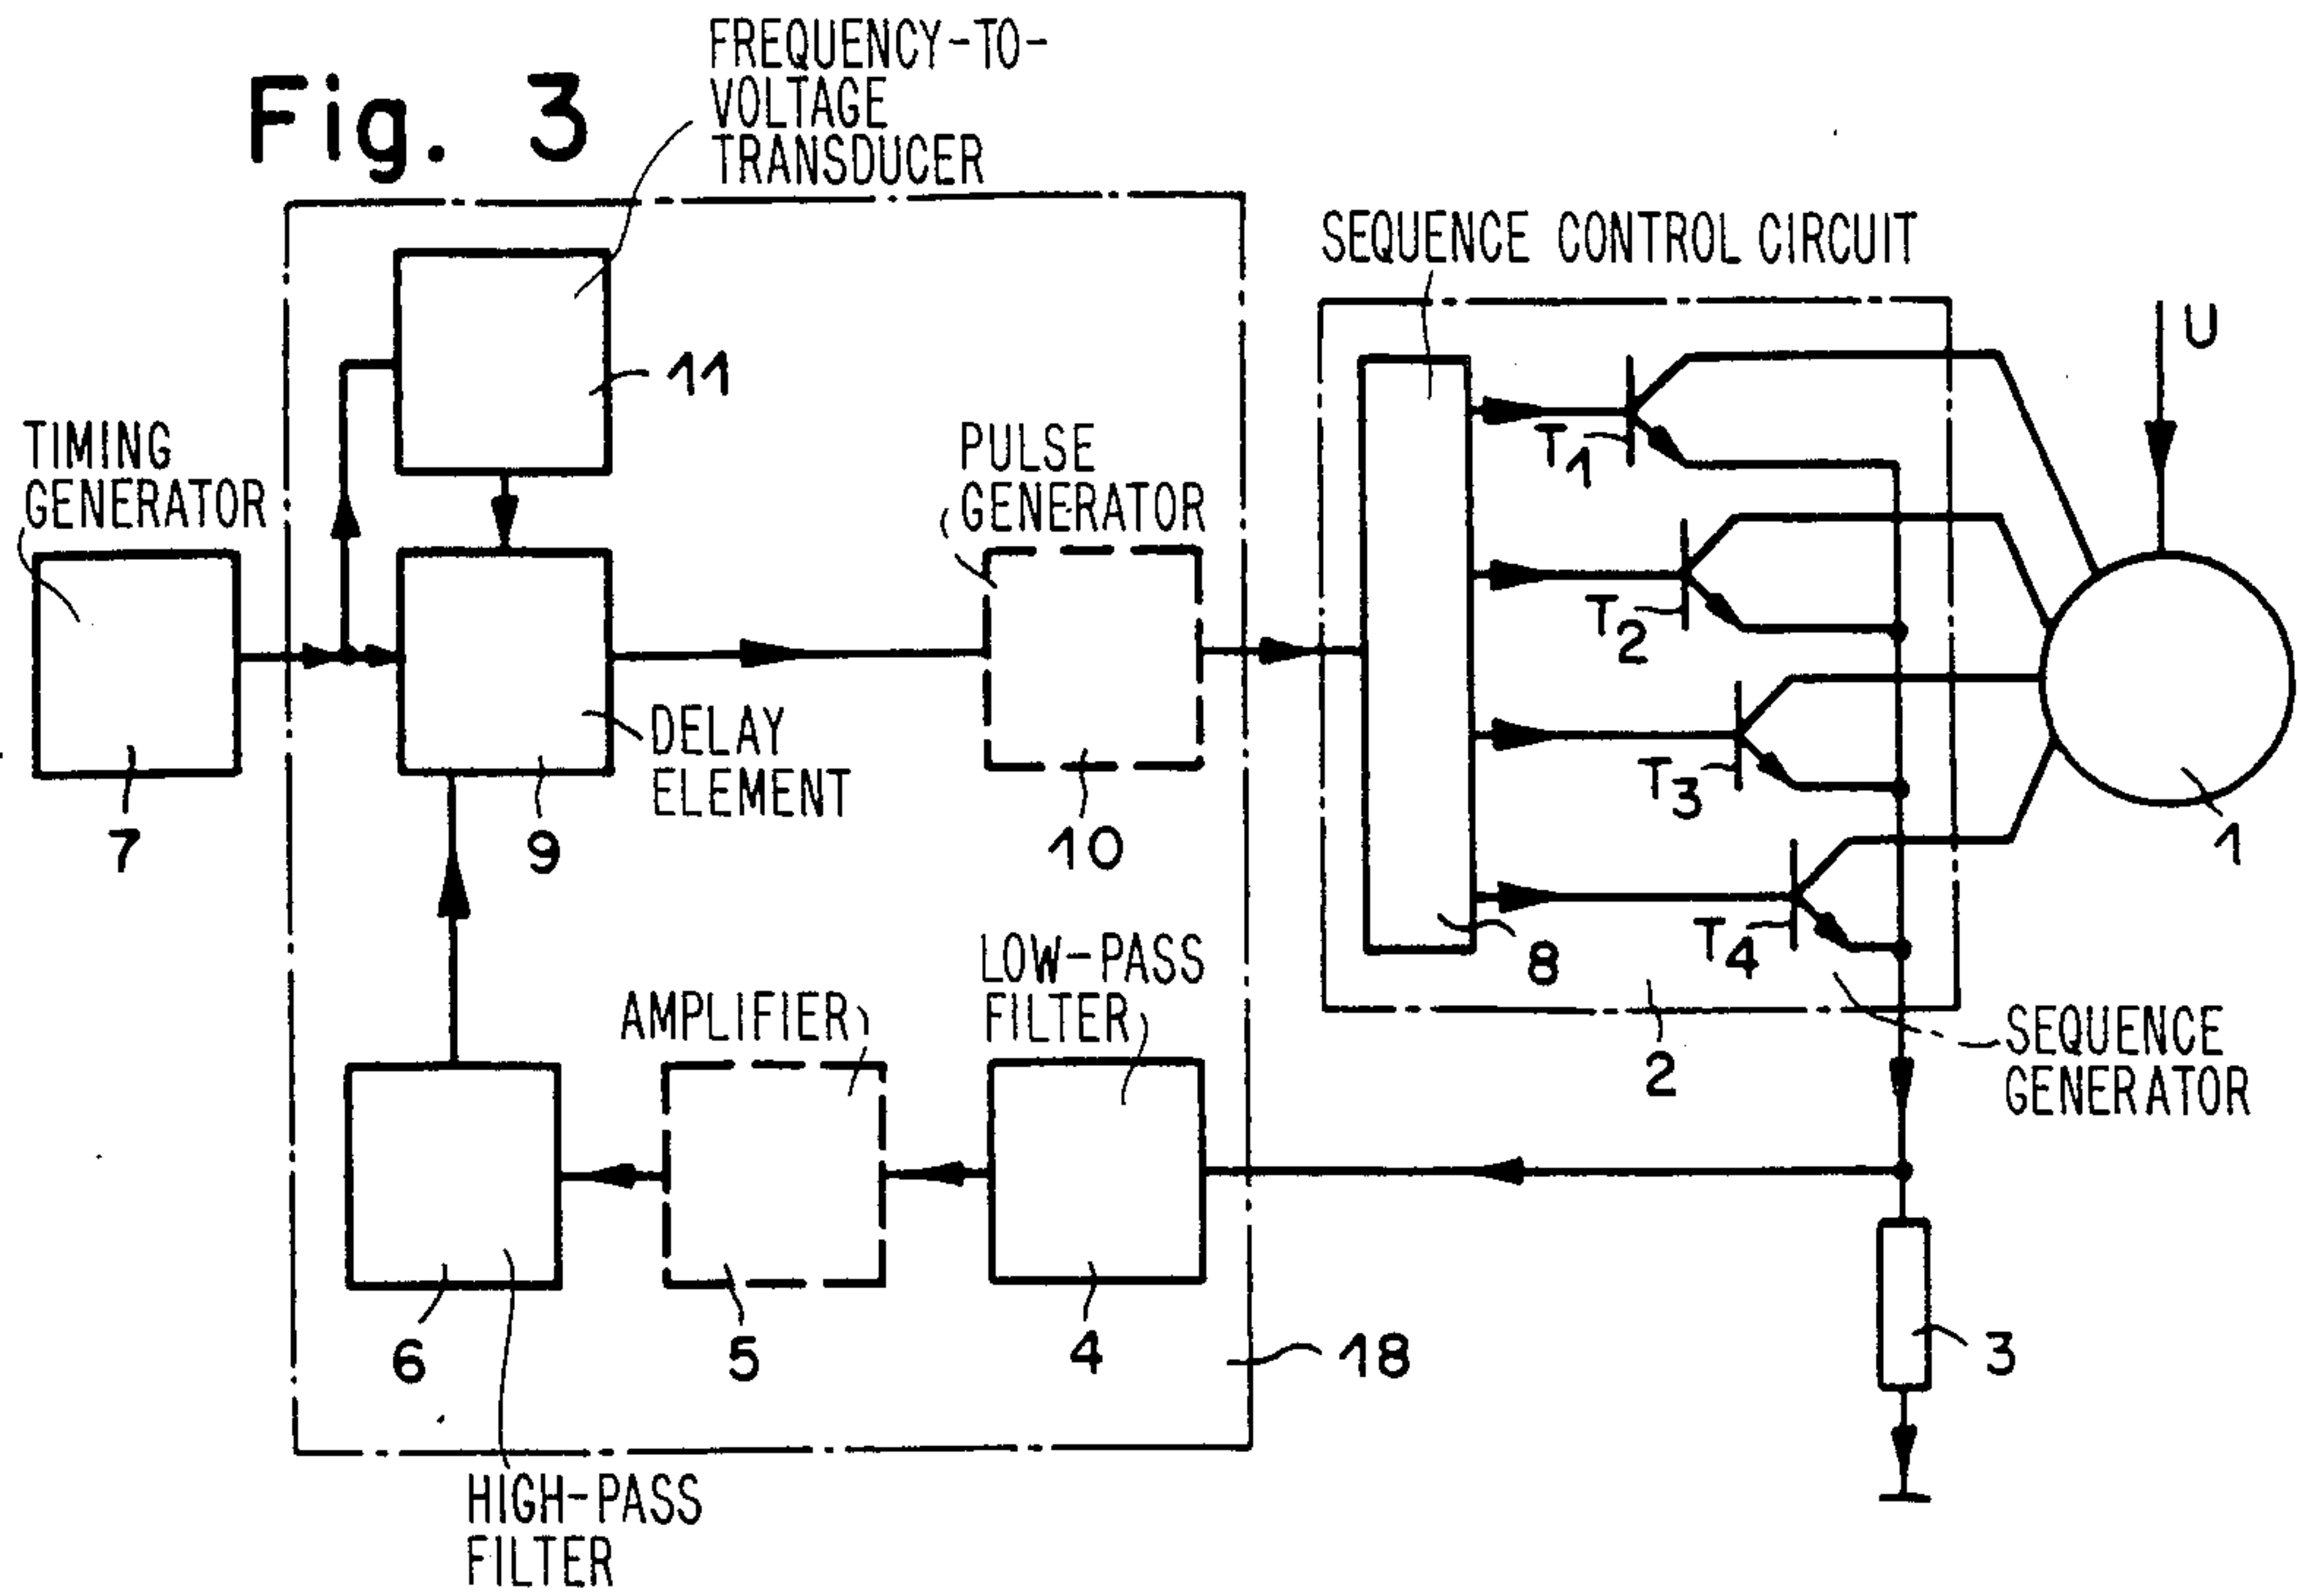 Fig. 3
FREQUENCY-TO-
VOLTAGE
TRANSDUCER
SEQUENCE CONTROL CIRCUIT
U
11
TIMING
GENERATOR
PULSE
GENERATOR
T1
T2
T3
T4
DELAY
ELEMENT
7
9
10
8
1
2
LOW-PASS
FILTER
AMPLIFIER
SEQUENCE
GENERATOR
6
5
4
18
3
HIGH-PASS
FILTER